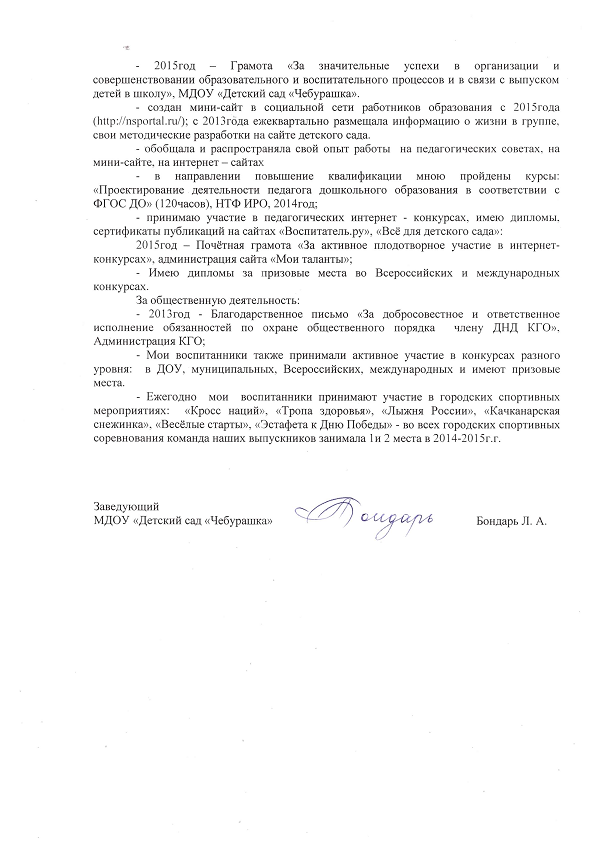 - 2015год – Грамота «За значительные успехи в организации и
совершенствовании образовательного и воспитательного процессов и в связи с выпуском
детей в школу», МДОУ «Детский сад «Чебурашка».
- создан мини-сайт в социальной сети работников образования с 2015года
(http://nsportal.ru/); с 2013года ежеквартально размещала информацию о жизни в группе,
свои методические разработки на сайте детского сада.
- обобщала и распространяла свой опыт работы на педагогических советах, на
мини-сайте, на интернет – сайтах
- в направлении повышение квалификации мною пройдены курсы:
«Проектирование деятельности педагога дошкольного образования в соответствии с
ФГОС ДО» (120часов), НТФ ИРО, 2014год;
- принимаю участие в педагогических интернет - конкурсах, имею дипломы,
сертификаты публикаций на сайтах «Воспитатель.ру», «Всё для детского сада»:
2015год – Почётная грамота «За активное плодотворное участие в интернет-
конкурсах», администрация сайта «Мои таланты»;
- Имею дипломы за призовые места во Всероссийских и международных
конкурсах.
За общественную деятельность:
- 2013год - Благодарственное письмо «За добросовестное и ответственное
исполнение обязанностей по охране общественного порядка члену ДНД КГО»,
Администрация КГО;
- Мои воспитанники также принимали активное участие в конкурсах разного
уровня: в ДОУ, муниципальных, Всероссийских, международных и имеют призовые
места.
- Ежегодно мои воспитанники принимают участие в городских спортивных
мероприятиях: «Кросс наций», «Тропа здоровья», «Лыжня России», «Качканарская
снежинка», «Весёлые старты», «Эстафета к Дню Победы» - во всех городских спортивных
соревнования команда наших выпускников занимала 1и 2 места в 2014-2015г.г.
Заведующий
МДОУ «Детский сад «Чебурашка» Бондарь Бондарь Л. А.